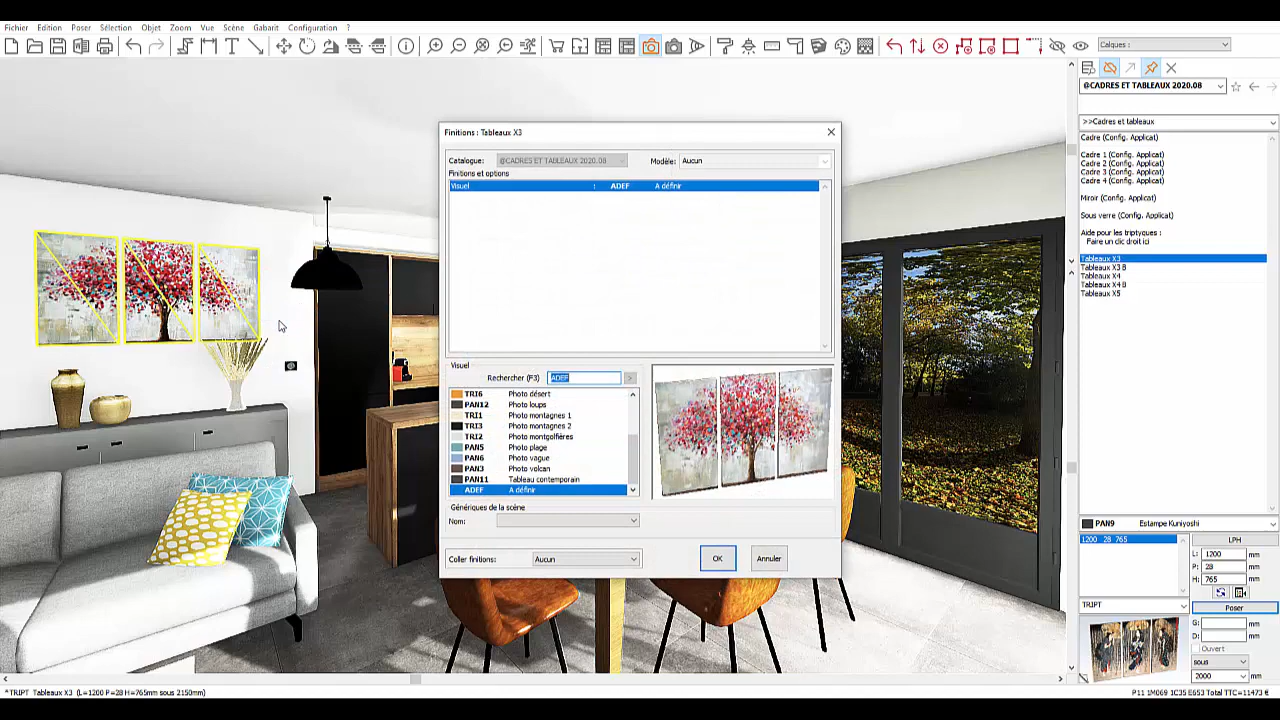 Fichier Edition Poser Sélection Objet Zoom Vue Scène Gabarit Configuration ?
Calques :
@CADRES ET TABLEAUX 2020.08
>>Cadres et tableaux
Cadre (Config. Applicat)
Cadre 1 (Config. Applicat)
Cadre 2 (Config. Applicat)
Cadre 3 (Config. Applicat)
Cadre 4 (Config. Applicat)
Miroir (Config. Applicat)
Sous verre (Config. Applicat)
Aide pour les triptyques :
Faire un clic droit ici
Tableaux X3
Tableaux X3 B
Tableaux X4
Tableaux X4 B
Tableaux X5
Finitions : Tableaux X3
Catalogue: @CADRES ET TABLEAUX 2020.08 Modèle: Aucun
Finitions et options
Visuel : ADEF A définir
Visuel
Rechercher (F3) ADEF >
TRI6 Photo désert
PAN12 Photo loups
TRI1 Photo montagnes 1
TRI3 Photo montagnes 2
TRI2 Photo montgolfières
PAN5 Photo plage
PAN6 Photo vague
PAN3 Photo volcan
PAN11 Tableau contemporain
ADEF A définir
Génériques de la scène
Nom:
Coller finitions: Aucun OK Annuler
PAN9 Estampe Kuniyoshi
1200 28 765 LPH
L: 1200 mm
P: 28 mm
H: 765 mm
TRIPT Poser
G: mm
D: mm
Ouvert
sous
2000 mm
*TRIPT Tableaux X3 (L=1200 P=28 H=765mm sous 2150mm) P11 1M069 1C35 E653 Total TTC=11473 €